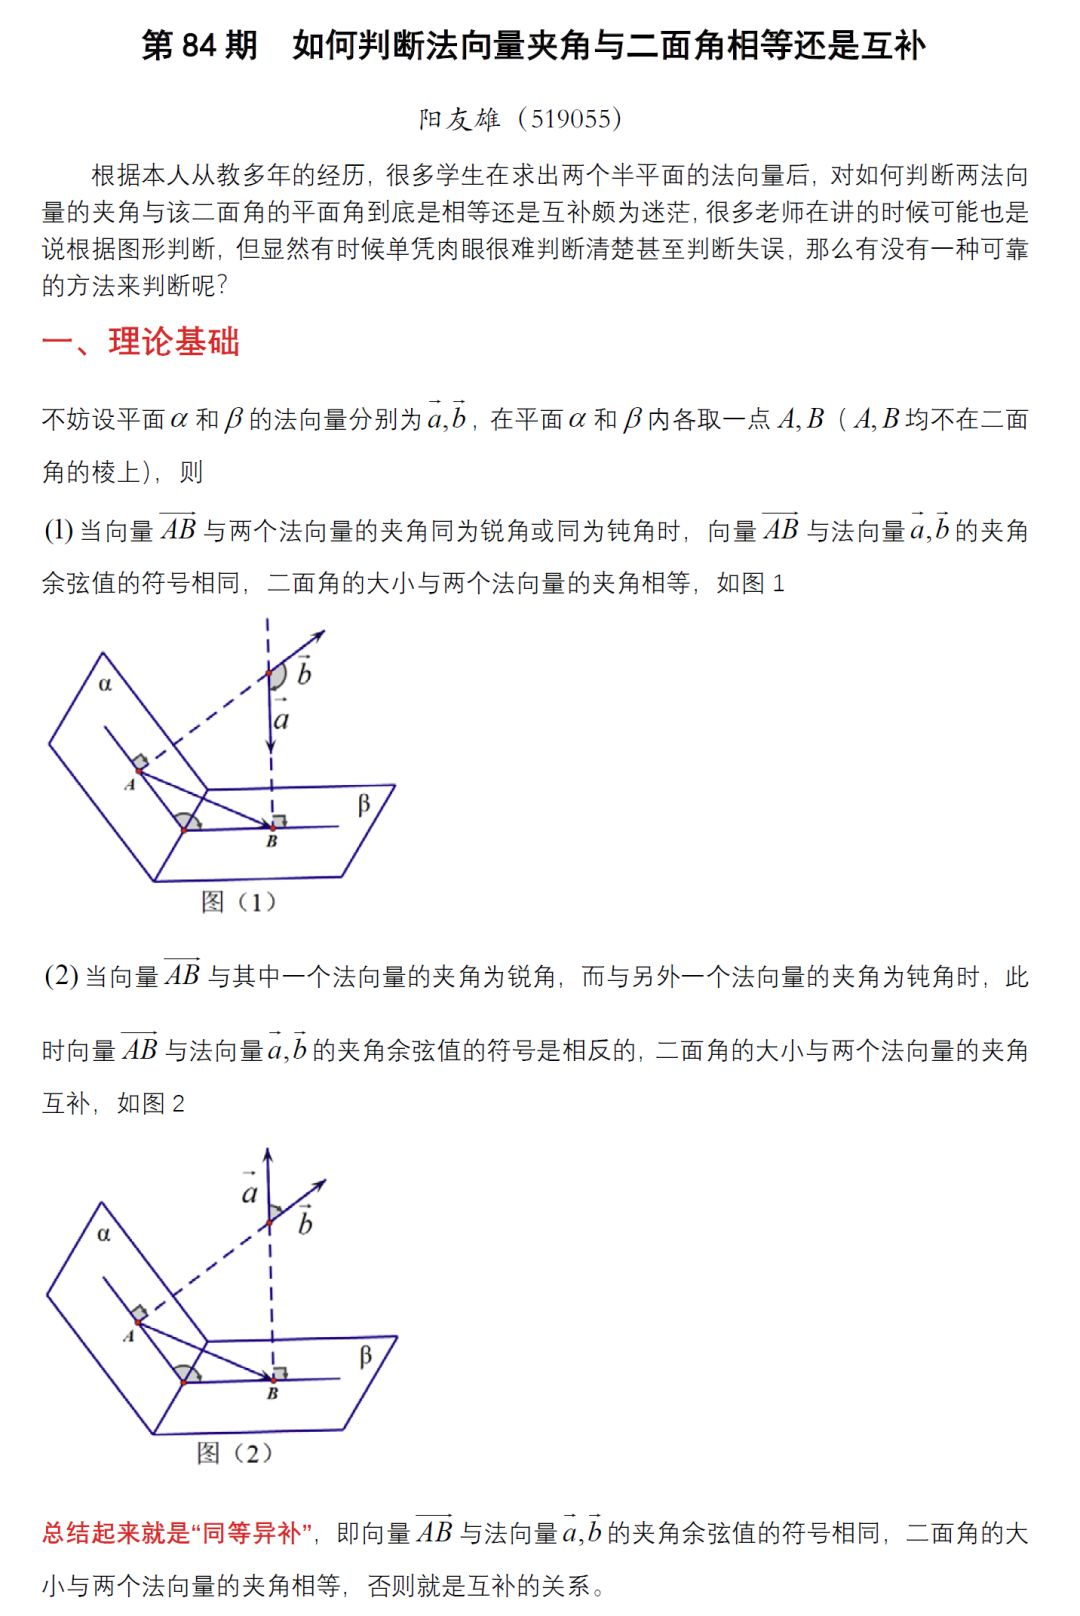 第 84 期 如何判断法向量夹角与二面角相等还是互补
阳友雄（519055）
根据本人从教多年的经历，很多学生在求出两个半平面的法向量后，对如何判断两法向
量的夹角与该二面角的平面角到底是相等还是互补颇为迷茫，很多老师在讲的时候可能也是
说根据图形判断，但显然有时候单凭肉眼很难判断清楚甚至判断失误，那么有没有一种可靠
的方法来判断呢？
一、理论基础
不妨设平面 α 和 β 的法向量分别为 $\vec{a},\vec{b}$，在平面 α 和 β 内各取一点 A, B（ A, B 均不在二面
角的棱上），则
(1) 当向量 $\overrightarrow{AB}$ 与两个法向量的夹角同为锐角或同为钝角时，向量 $\overrightarrow{AB}$ 与法向量 $\vec{a},\vec{b}$ 的夹角
余弦值的符号相同，二面角的大小与两个法向量的夹角相等，如图 1
α
$\vec{b}$
$\vec{a}$
A
β
B
图（1）
(2) 当向量 $\overrightarrow{AB}$ 与其中一个法向量的夹角为锐角，而与另外一个法向量的夹角为钝角时，此
时向量 $\overrightarrow{AB}$ 与法向量 $\vec{a},\vec{b}$ 的夹角余弦值的符号是相反的，二面角的大小与两个法向量的夹角
互补，如图 2
$\vec{a}$
$\vec{b}$
α
A
β
B
图（2）
总结起来就是“同等异补”，即向量 $\overrightarrow{AB}$ 与法向量 $\vec{a},\vec{b}$ 的夹角余弦值的符号相同，二面角的大
小与两个法向量的夹角相等，否则就是互补的关系。